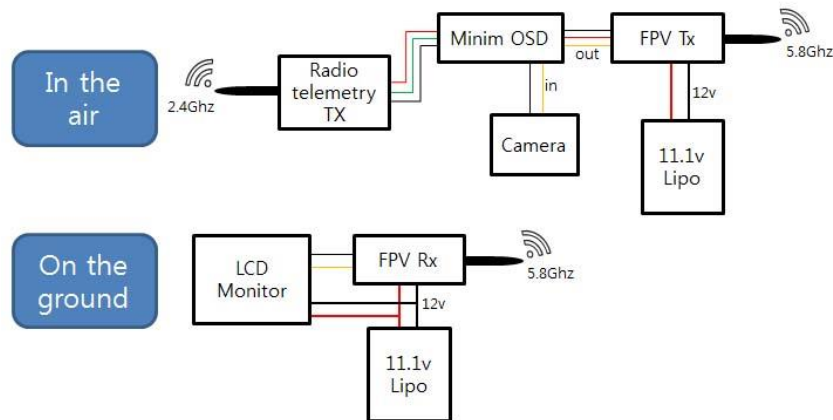 In the
air
2.4Ghz
Radio
telemetry
TX
Minim OSD
out
in
Camera
FPV Tx
5.8Ghz
12v
11.1v
Lipo
On the
ground
LCD
Monitor
FPV Rx
5.8Ghz
12v
11.1v
Lipo